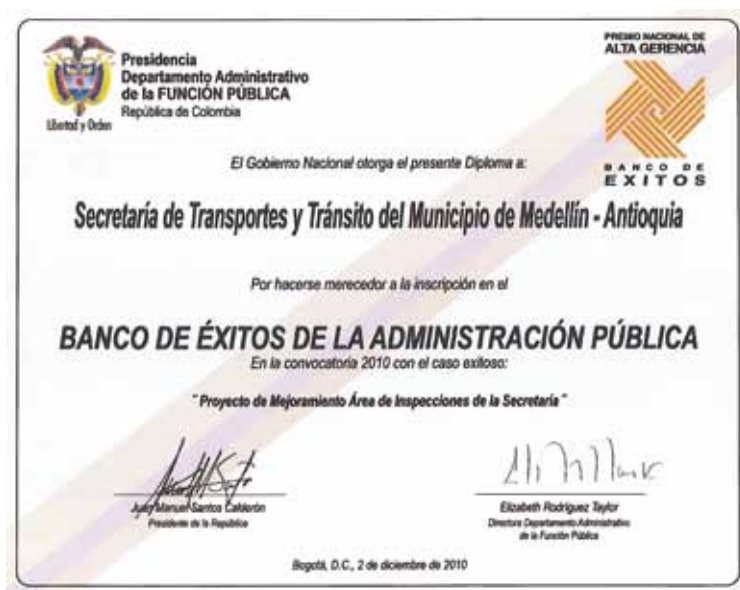 Presidencia
Departamento Administrativo
de la FUNCIÓN PÚBLICA
República de Colombia
Libertad y Orden
PREMIO NACIONAL DE
ALTA GERENCIA
BANCO DE
EXITOS
El Gobierno Nacional otorga el presente Diploma a:
Secretaría de Transportes y Tránsito del Municipio de Medellín - Antioquia
Por hacerse merecedor a la inscripción en el
BANCO DE ÉXITOS DE LA ADMINISTRACIÓN PÚBLICA
En la convocatoria 2010 con el caso exitoso:
"Proyecto de Mejoramiento Área de Inspecciones de la Secretaría"
Juan Manuel Santos Calderón
Presidente de la República
Elizabeth Rodríguez Taylor
Directora Departamento Administrativo
de la Función Pública
Bogotá, D.C., 2 de diciembre de 2010